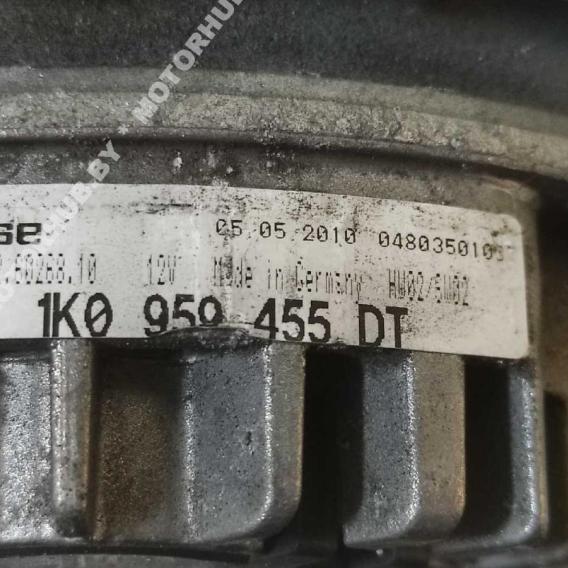 MOTORHUB.BY • MOTORHUB
se 05.05.2010 0480350103
.60268.10 12V Made in Germany HW02/SW02
1K0 959 455 DT